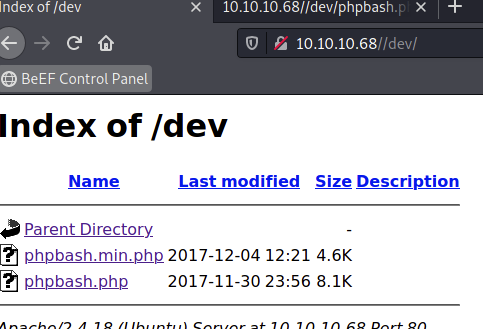 Index of /dev
10.10.10.68//dev/phpbash.p
10.10.10.68//dev/
BeEF Control Panel
Index of /dev
Name Last modified Size Description
Parent Directory -
phpbash.min.php 2017-12-04 12:21 4.6K
phpbash.php 2017-11-30 23:56 8.1K
Apache/2.4.18 (Ubuntu) Server at 10.10.10.68 Port 80